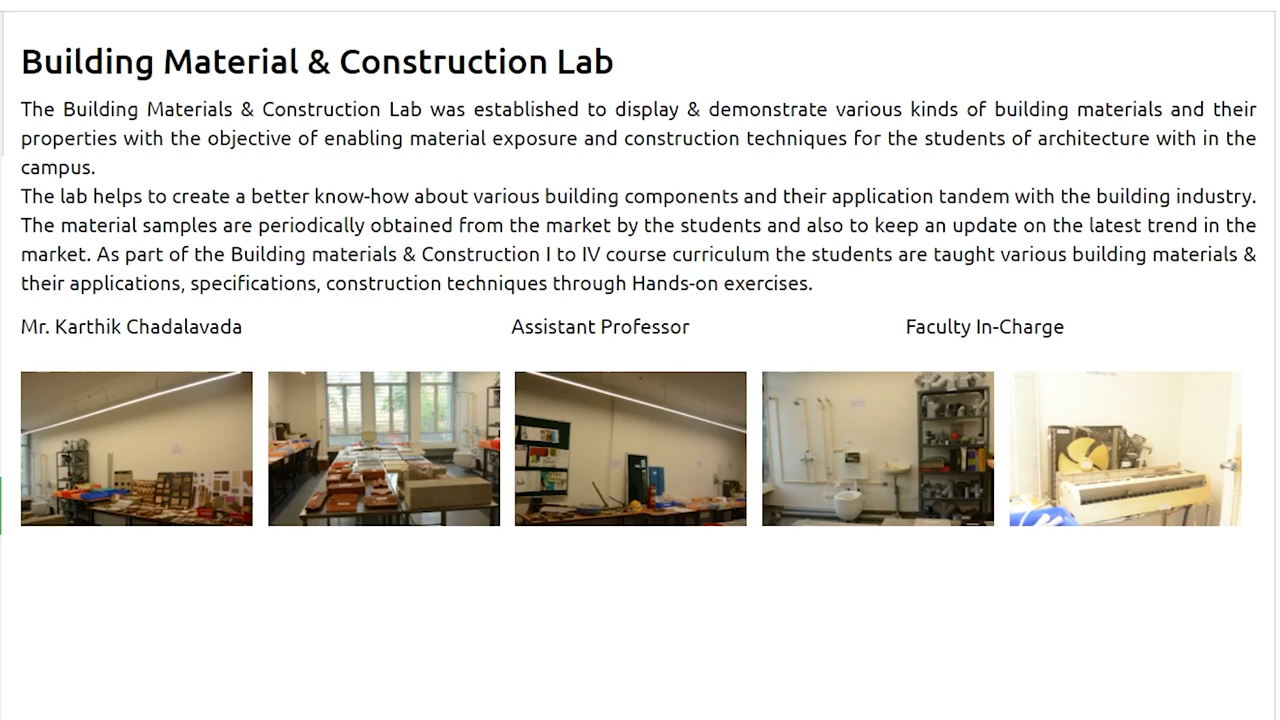 Building Material & Construction Lab
The Building Materials & Construction Lab was established to display & demonstrate various kinds of building materials and their
properties with the objective of enabling material exposure and construction techniques for the students of architecture with in the
campus.
The lab helps to create a better know-how about various building components and their application tandem with the building industry.
The material samples are periodically obtained from the market by the students and also to keep an update on the latest trend in the
market. As part of the Building materials & Construction I to IV course curriculum the students are taught various building materials &
their applications, specifications, construction techniques through Hands-on exercises.
Mr. Karthik Chadalavada Assistant Professor Faculty In-Charge